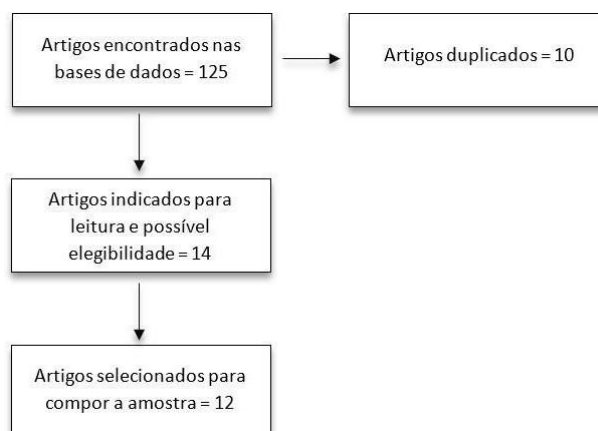 Artigos encontrados nas
bases de dados = 125
Artigos duplicados = 10
Artigos indicados para
leitura e possível
elegibilidade = 14
Artigos selecionados para
compor a amostra = 12